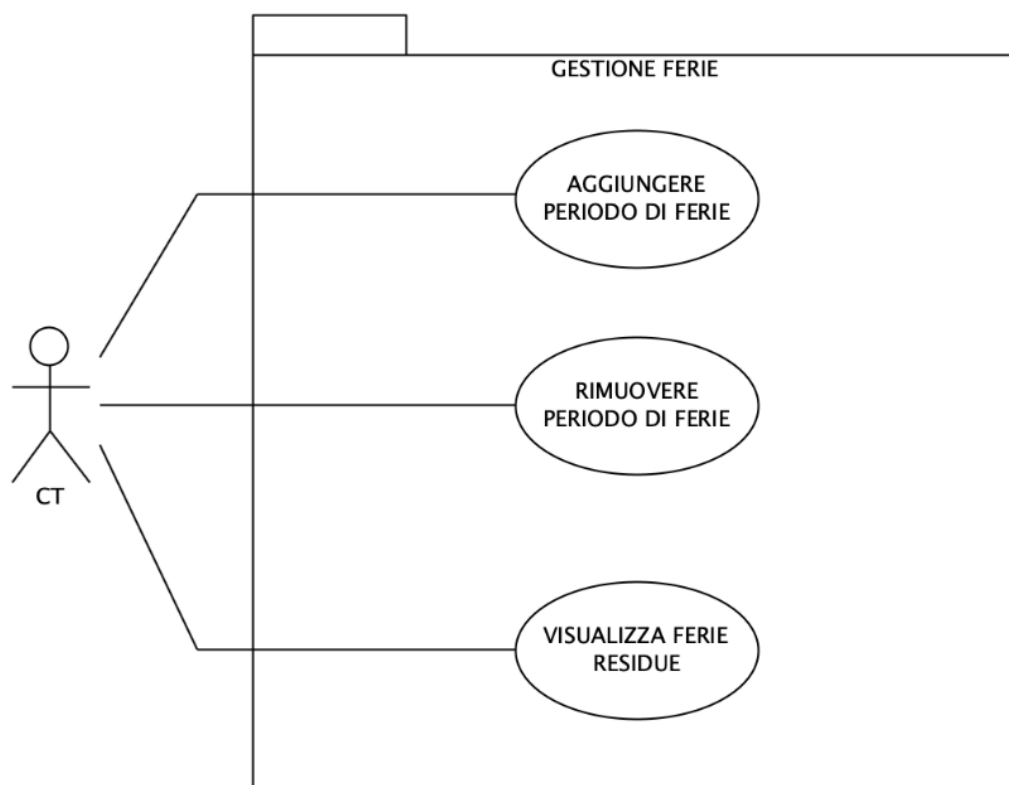 GESTIONE FERIE
AGGIUNGERE
PERIODO DI FERIE
RIMUOVERE
PERIODO DI FERIE
CT
VISUALIZZA FERIE
RESIDUE